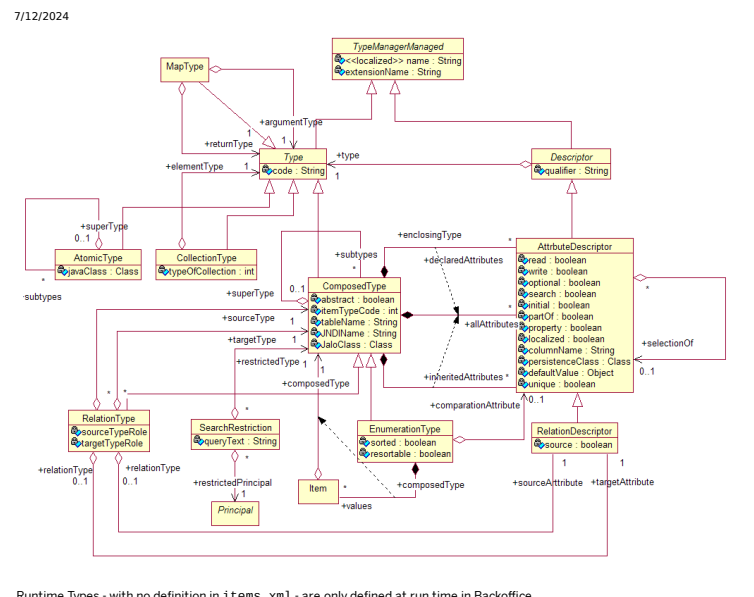 7/12/2024
TypeManagerManaged
<<localized>> name : String
extensionName : String
MapType
+argumentType
1
1
+returnType
Type
code : String
+type
1
Descriptor
qualifier : String
+elementType
1
+superType
0..1
AtomicType
javaClass : Class
*
·subtypes
CollectionType
typeOfCollection : int
+enclosingType
*
+subtypes
*
+declaredAttributes
AttrbuteDescriptor
read : boolean
write : boolean
optional : boolean
search : boolean
initial : boolean
partOf : boolean
property : boolean
localized : boolean
columnName : String
persistenceClass : Class
defaultValue : Object
unique : boolean
ComposedType
abstract : boolean
itemTypeCode : int
tableName : String
JNDIName : String
JaloClass : Class
0..1
+superType
*
+sourceType
1
+allAttributes
*
+selectionOf
0..1
+targetType
1
+restrictedType
1
1
+composedType
+inheritedAttributes
*
*
*
*
+comparationAttribute
0..1
RelationType
sourceTypeRole
targetTypeRole
SearchRestriction
queryText : String
EnumerationType
sorted : boolean
resortable : boolean
RelationDescriptor
source : boolean
+relationType
0..1
+relationType
0..1
*
+restrictedPrincipal
1
Principal
Item
*
+values
+composedType
1
+sourceArttribute
1
+targetAttribute
Runtime Types - with no definition in items.xml - are only defined at run time in Backoffice